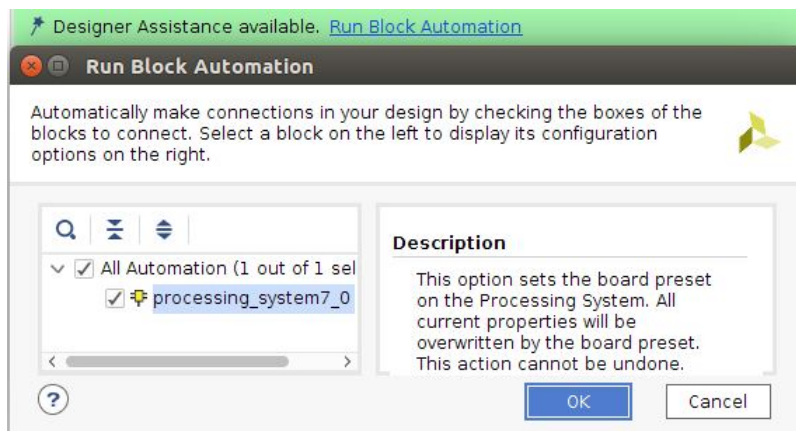 Designer Assistance available. Run Block Automation
Run Block Automation
Automatically make connections in your design by checking the boxes of the
blocks to connect. Select a block on the left to display its configuration
options on the right.
All Automation (1 out of 1 sel
processing_system7_0
Description
This option sets the board preset
on the Processing System. All
current properties will be
overwritten by the board preset.
This action cannot be undone.
?
OK
Cancel